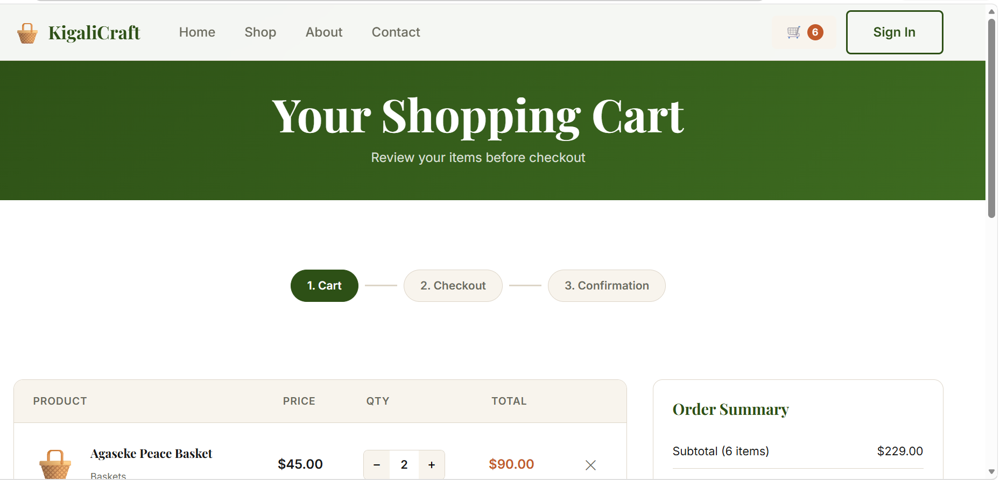 KigaliCraft Home Shop About Contact 6 Sign In
Your Shopping Cart
Review your items before checkout
1. Cart 2. Checkout 3. Confirmation
PRODUCT PRICE QTY TOTAL
Agaseke Peace Basket
Baskets
$45.00 − 2 + $90.00
Order Summary
Subtotal (6 items) $229.00